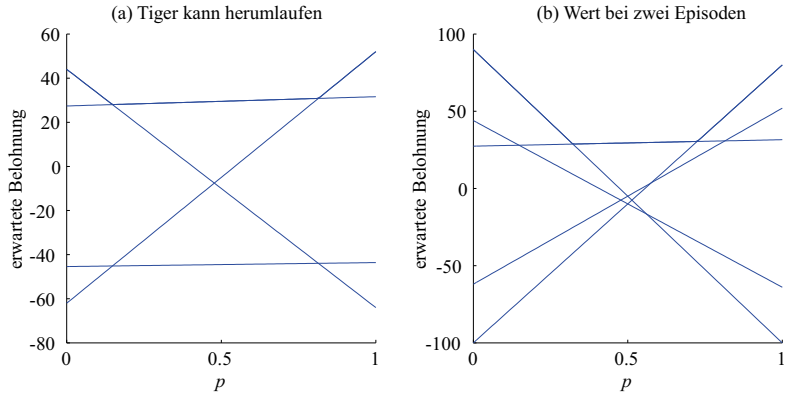 (a) Tiger kann herumlaufen
60
40
20
0
-20
-40
-60
-80
erwartete Belohnung
0 0.5 1
p
(b) Wert bei zwei Episoden
100
50
0
-50
-100
erwartete Belohnung
0 0.5 1
p